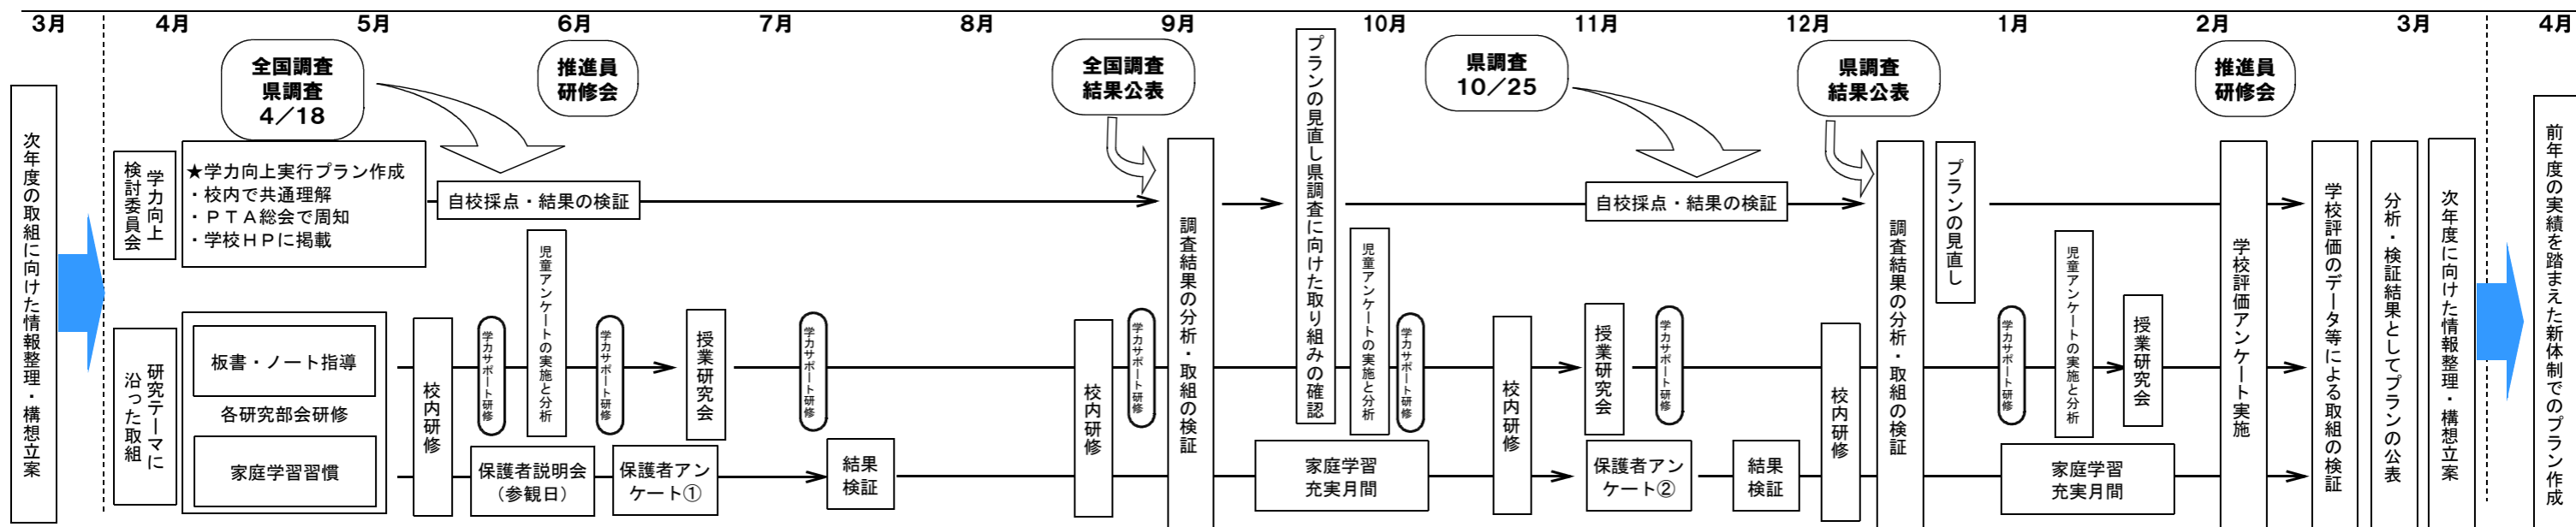 3月
4月
5月
6月
7月
8月
9月
10月
11月
12月
1月
2月
3月
4月
全国調査
県調査
4／18
推進員
研修会
全国調査
結果公表
県調査
10／25
県調査
結果公表
推進員
研修会
次年度の取組に向けた情報整理・構想立案
学力向上
検討委員会
★学力向上実行プラン作成
・校内で共通理解
・ＰＴＡ総会で周知
・学校ＨＰに掲載
自校採点・結果の検証
調査結果の分析・取組の検証
プランの見直し県調査に向けた取り組みの確認
自校採点・結果の検証
調査結果の分析・取組の検証
プランの見直し
学校評価アンケート実施
学校評価のデータ等による取組の検証
分析・検証結果としてプランの公表
次年度に向けた情報整理・構想立案
前年度の実績を踏まえた新体制でのプラン作成
研究テーマに
沿った取組
板書・ノート指導
各研究部会研修
家庭学習習慣
校内研修
学力サポート研修
児童アンケートの実施と分析
学力サポート研修
授業研究会
学力サポート研修
校内研修
学力サポート研修
児童アンケートの実施と分析
学力サポート研修
校内研修
授業研究会
学力サポート研修
校内研修
学力サポート研修
児童アンケートの実施と分析
授業研究会
保護者説明会
（参観日）
保護者アン
ケート①
結果
検証
家庭学習
充実月間
保護者アン
ケート②
結果
検証
家庭学習
充実月間